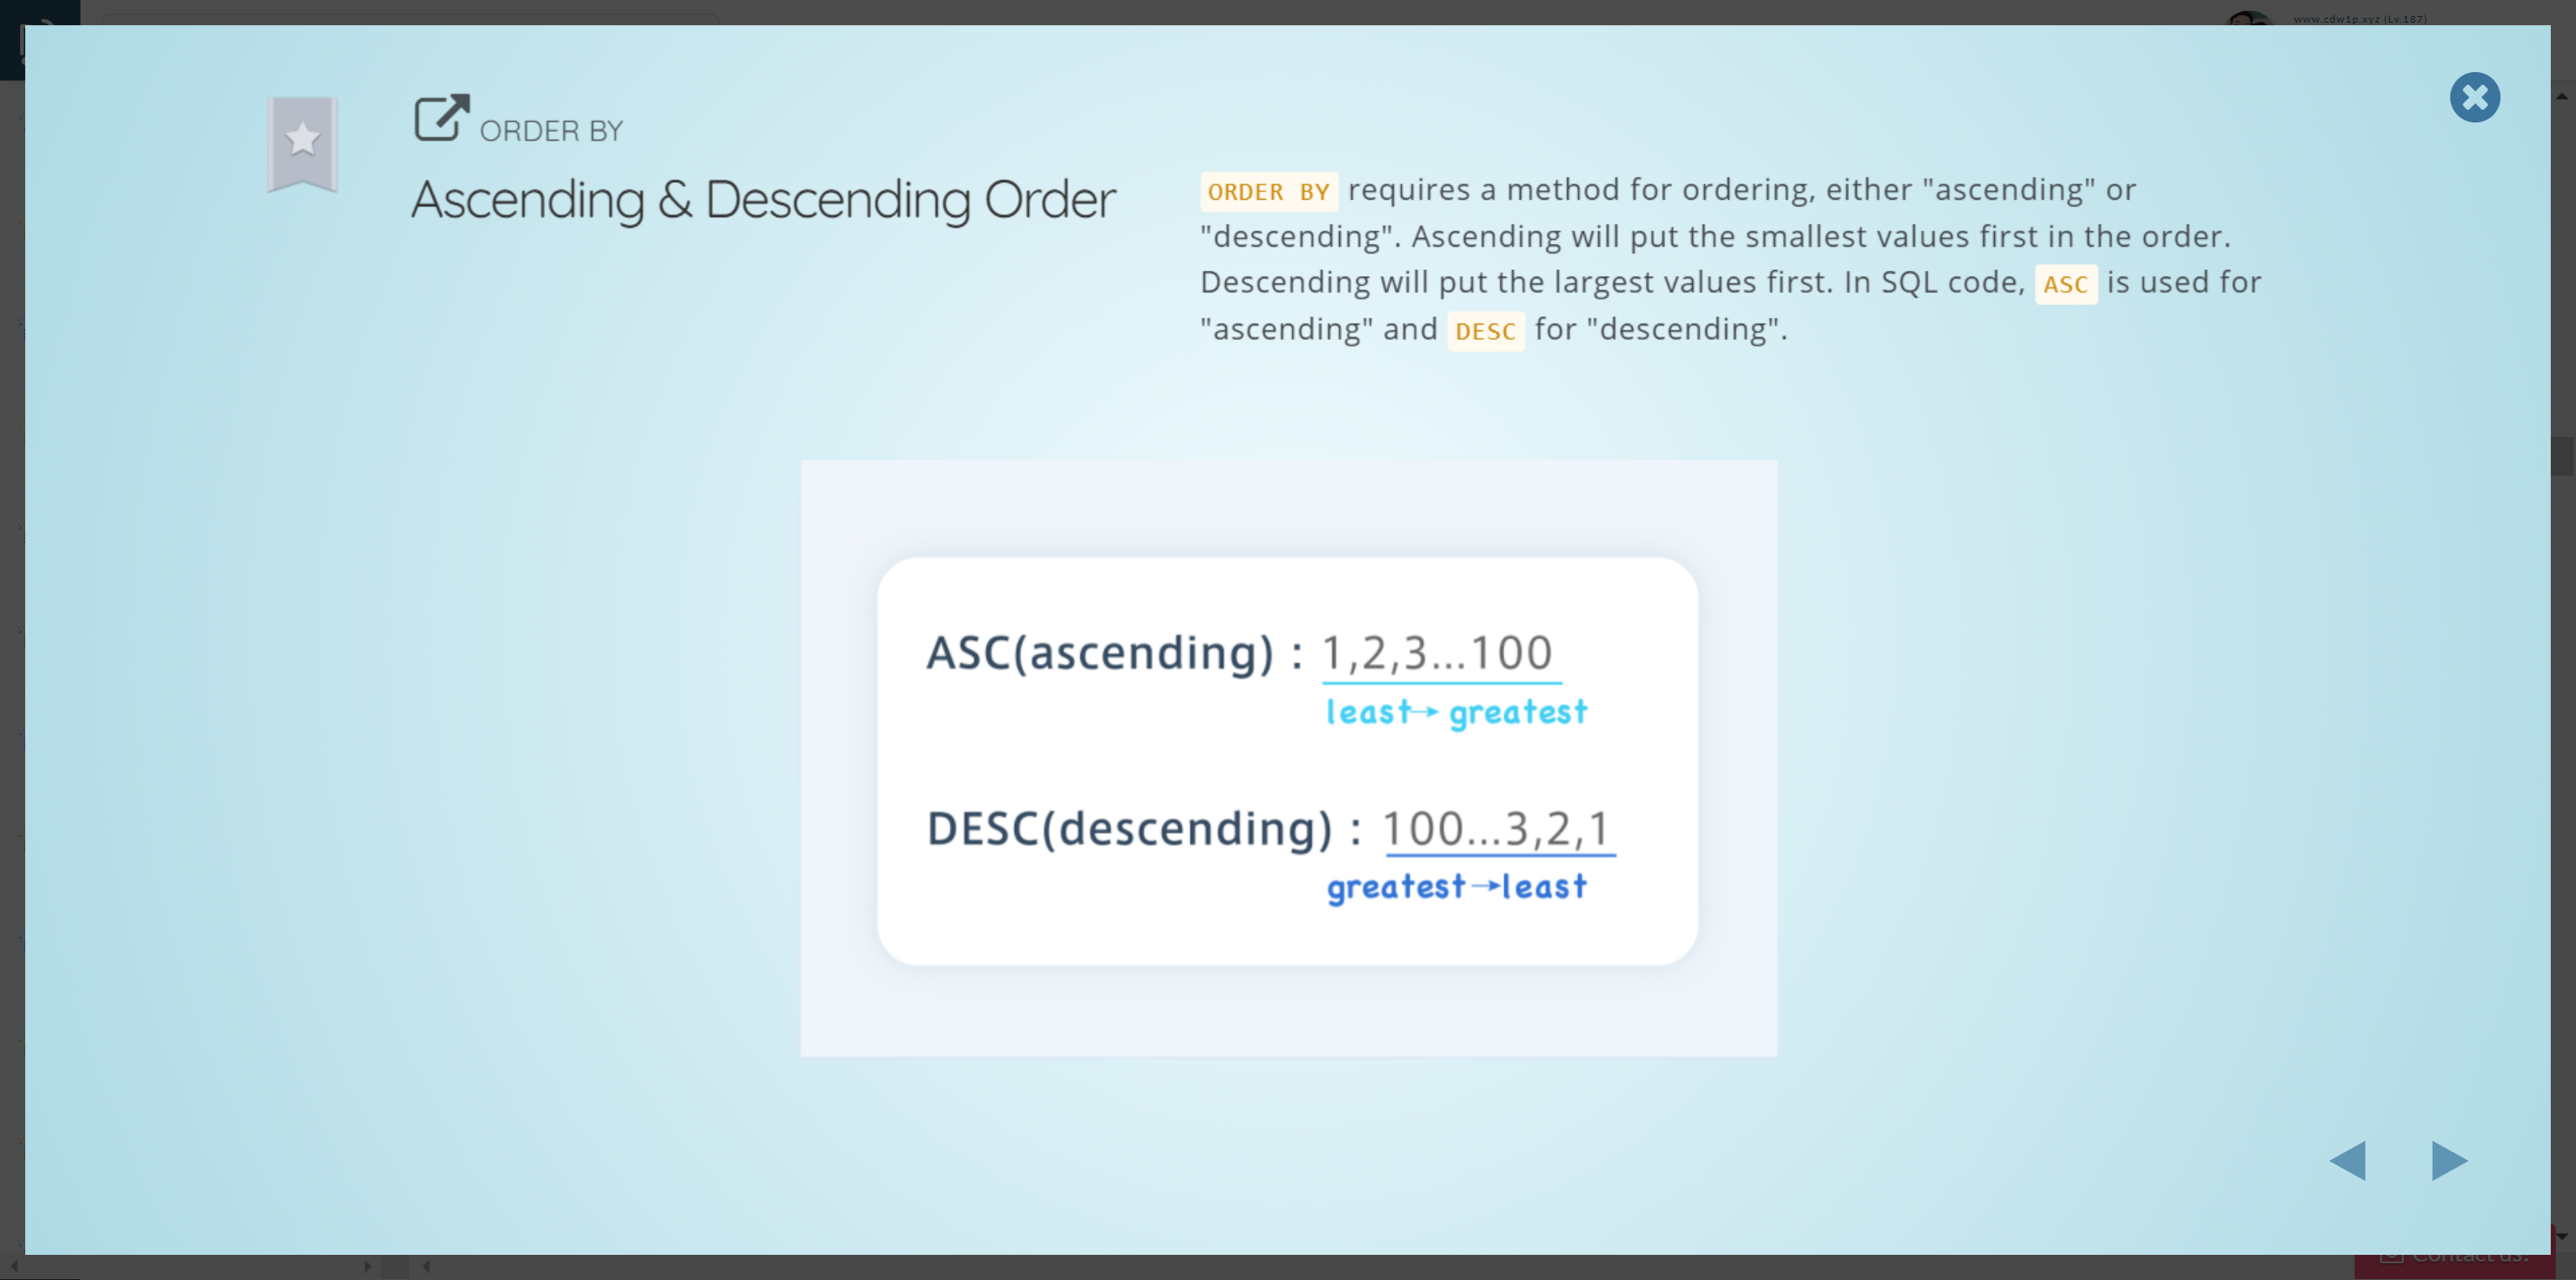 www.cdw1p.xyz (Lv.187)
ORDER BY
Ascending & Descending Order
ORDER BY requires a method for ordering, either "ascending" or
"descending". Ascending will put the smallest values first in the order.
Descending will put the largest values first. In SQL code, ASC is used for
"ascending" and DESC for "descending".
ASC(ascending) : 1,2,3...100
least→ greatest
DESC(descending) : 100...3,2,1
greatest→least
Contact us!